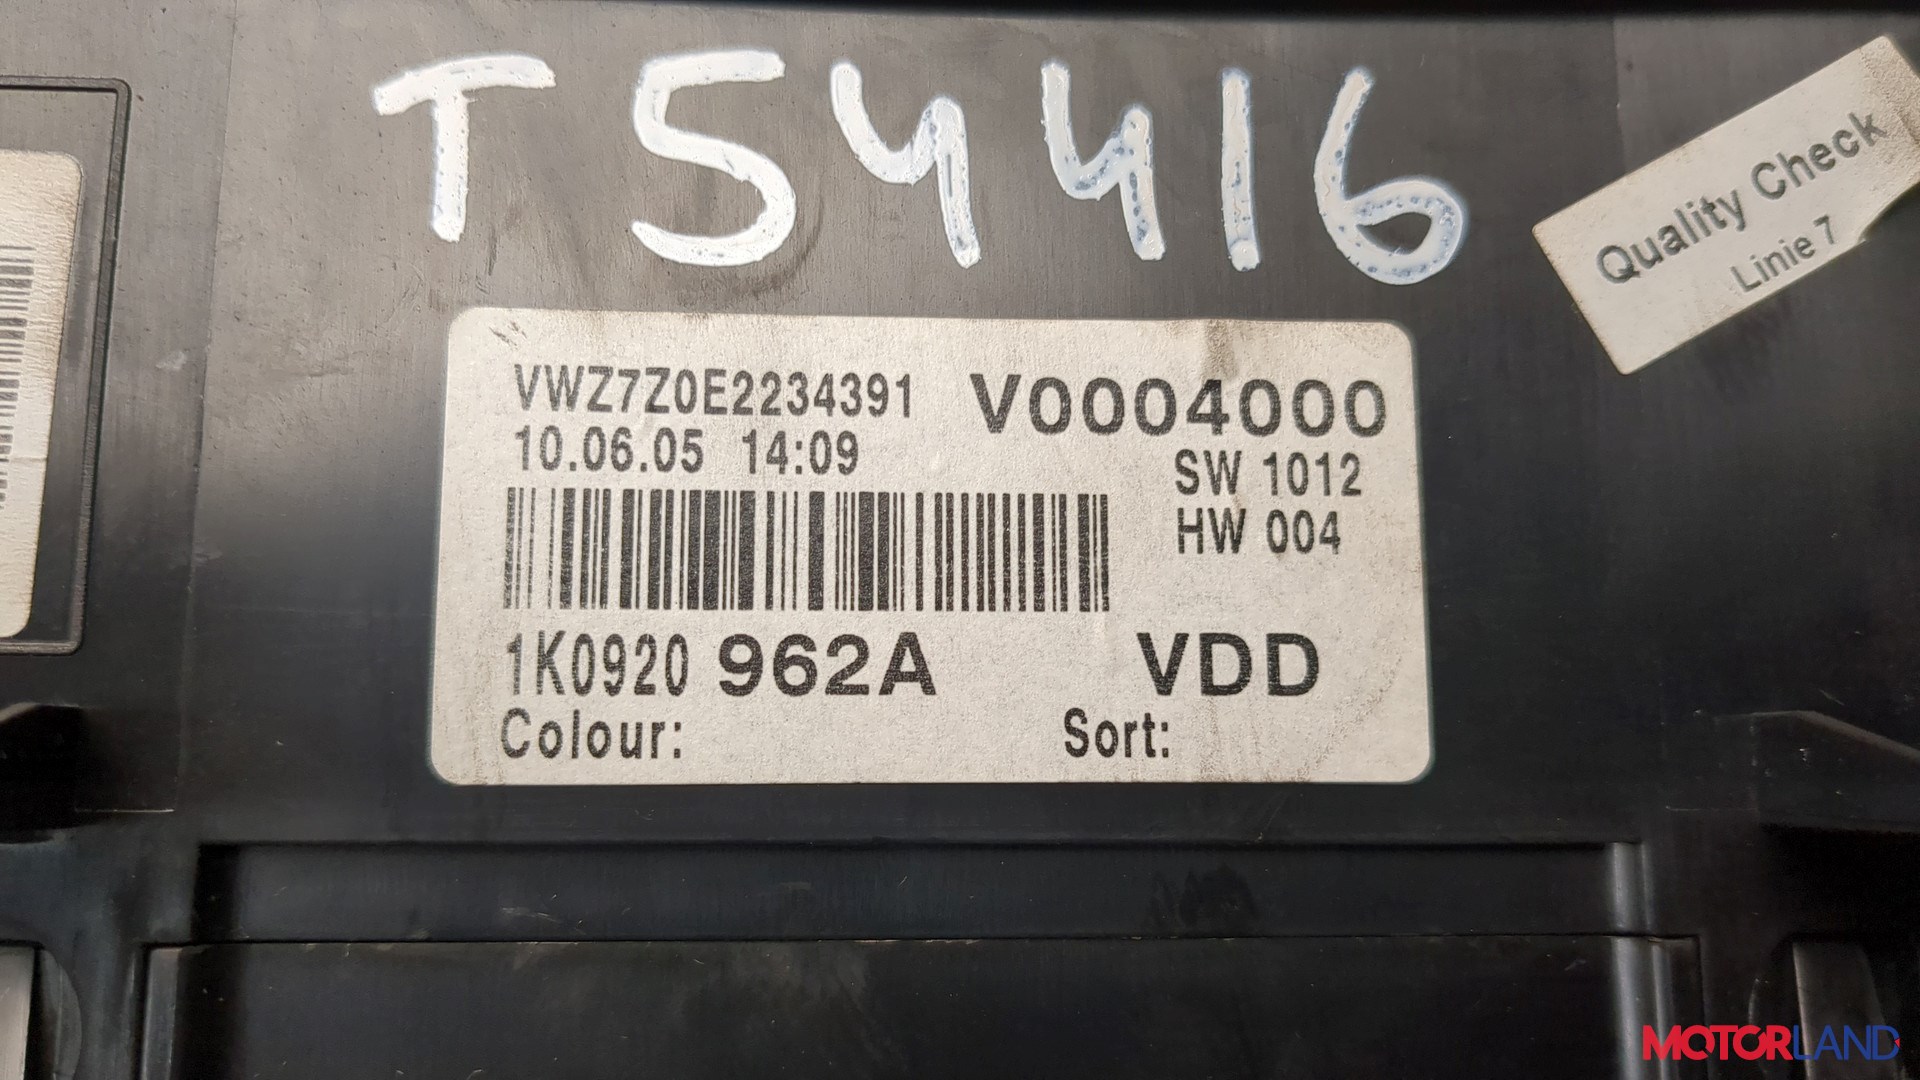 T54416
Quality Check
Linie 7
VWZ7Z0E2234391 V0004000
10.06.05 14:09
SW 1012
HW 004
1K0920 962A VDD
Colour: Sort:
MOTORLAND